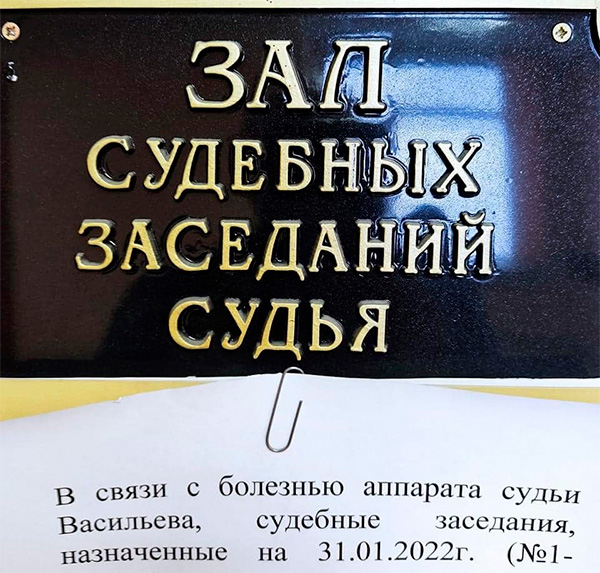 ЗАЛ
СУДЕБНЫХ
ЗАСЕДАНИЙ
СУДЬЯ
В связи с болезнью аппарата судьи
Васильева, судебные заседания,
назначенные на 31.01.2022г. (№1-